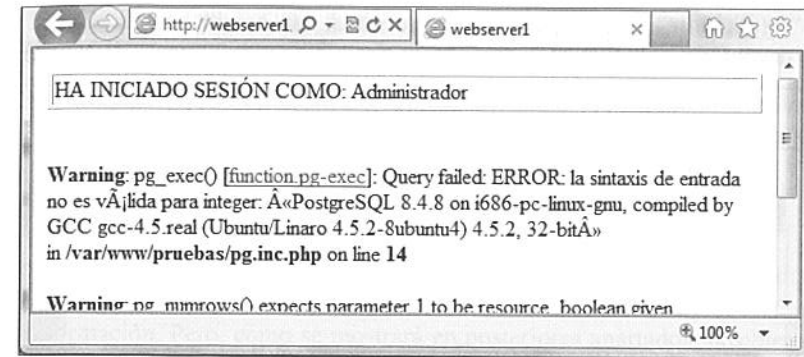 http://webserver1
webserver1
HA INICIADO SESIÓN COMO: Administrador
Warning: pg_exec() [function.pg-exec]: Query failed: ERROR: la sintaxis de entrada
no es vÃ¡lida para integer: Â«PostgreSQL 8.4.8 on i686-pc-linux-gnu, compiled by
GCC gcc-4.5.real (Ubuntu/Linaro 4.5.2-8ubuntu4) 4.5.2, 32-bitÂ»
in /var/www/pruebas/pg.inc.php on line 14
Warning: pg_numrows() expects parameter 1 to be resource, boolean given
100%